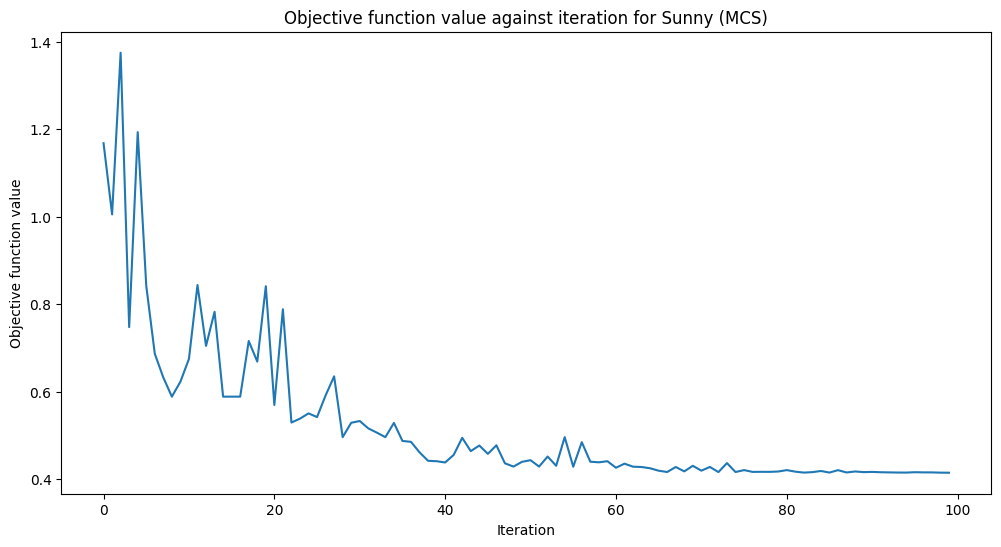 Objective function value against iteration for Sunny (MCS)
1.4
1.2
1.0
0.8
0.6
0.4
Objective function value
0 20 40 60 80 100
Iteration